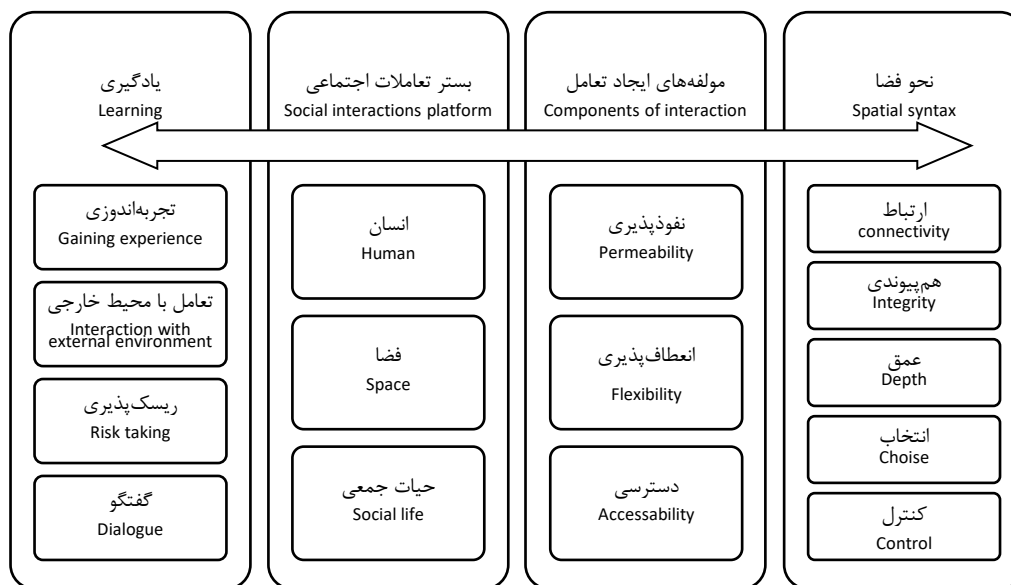 یادگیری
Learning
تجربه‌اندوزی
Gaining experience
تعامل با محیط خارجی
Interaction with
external environment
ریسک‌پذیری
Risk taking
گفتگو
Dialogue
بستر تعاملات اجتماعی
Social interactions platform
انسان
Human
فضا
Space
حیات جمعی
Social life
مولفه‌های ایجاد تعامل
Components of interaction
نفوذپذیری
Permeability
انعطاف‌پذیری
Flexibility
دسترسی
Accessability
نحو فضا
Spatial syntax
ارتباط
connectivity
هم‌پیوندی
Integrity
عمق
Depth
انتخاب
Choise
کنترل
Control